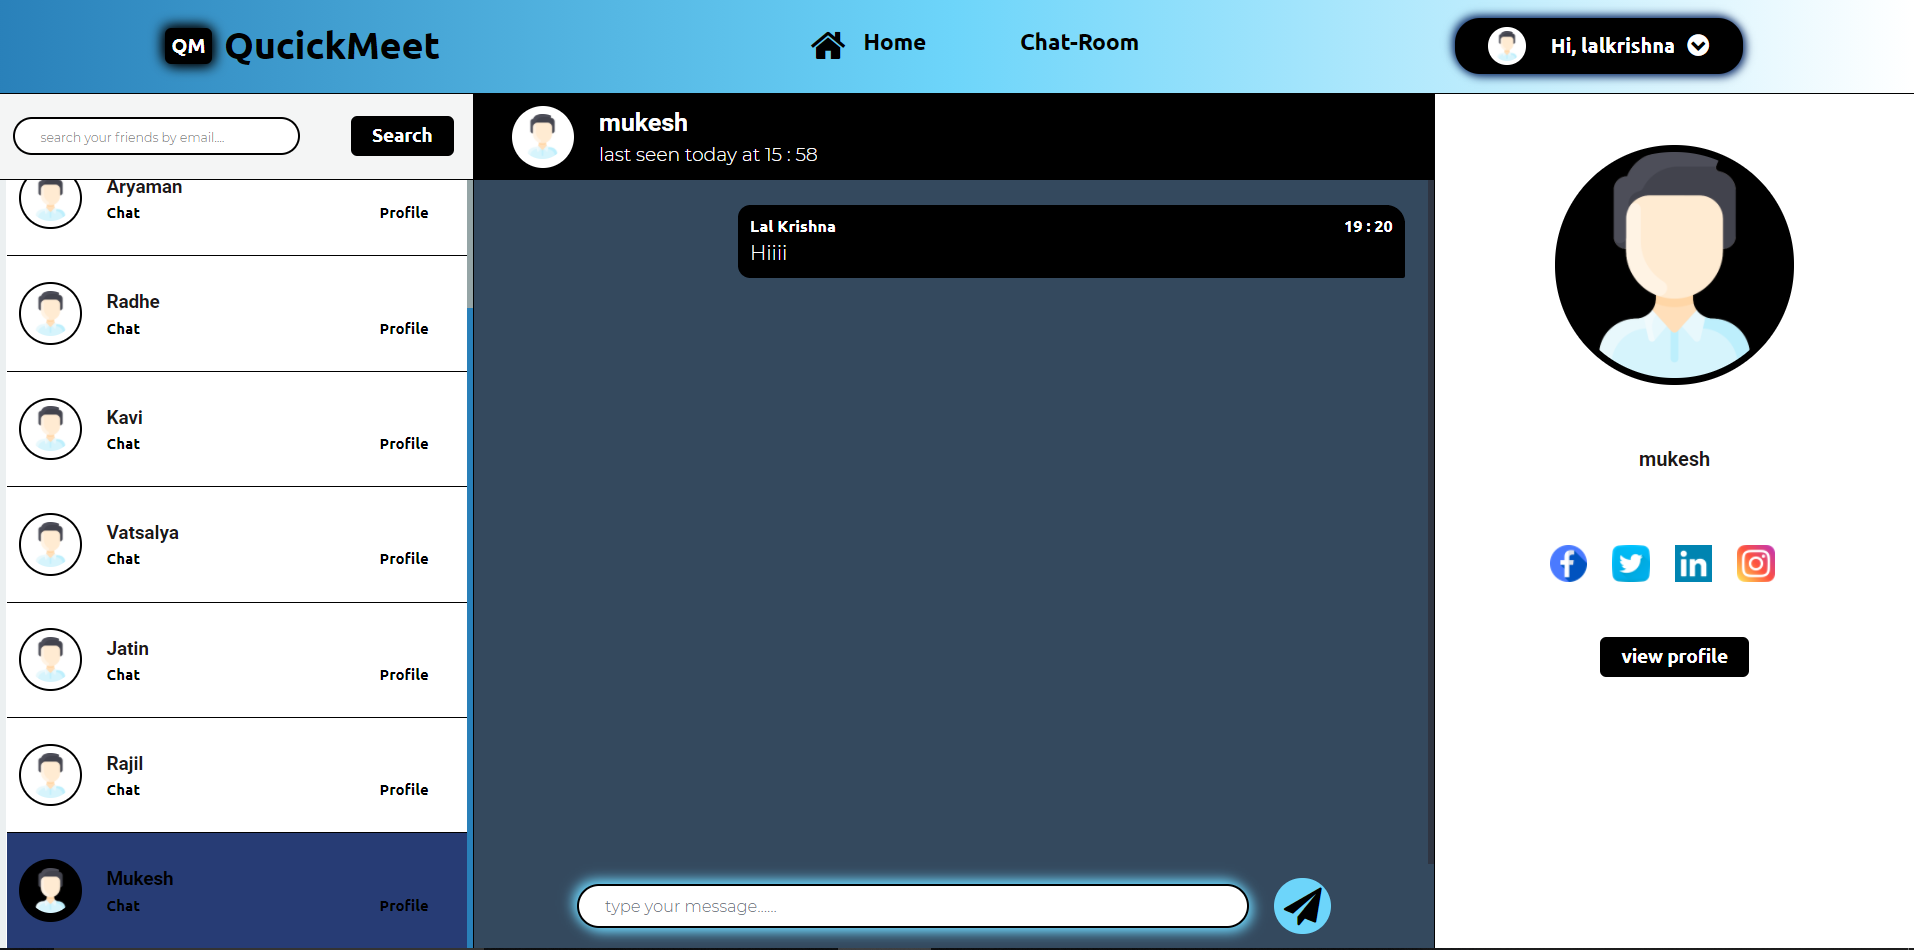 QM QucickMeet
Home
Chat-Room
Hi, lalkrishna
search your friends by email....
Search
Aryaman
Chat
Profile
Radhe
Chat
Profile
Kavi
Chat
Profile
Vatsalya
Chat
Profile
Jatin
Chat
Profile
Rajil
Chat
Profile
Mukesh
Chat
Profile
mukesh
last seen today at 15 : 58
Lal Krishna
19 : 20
Hiiii
type your message......
mukesh
view profile